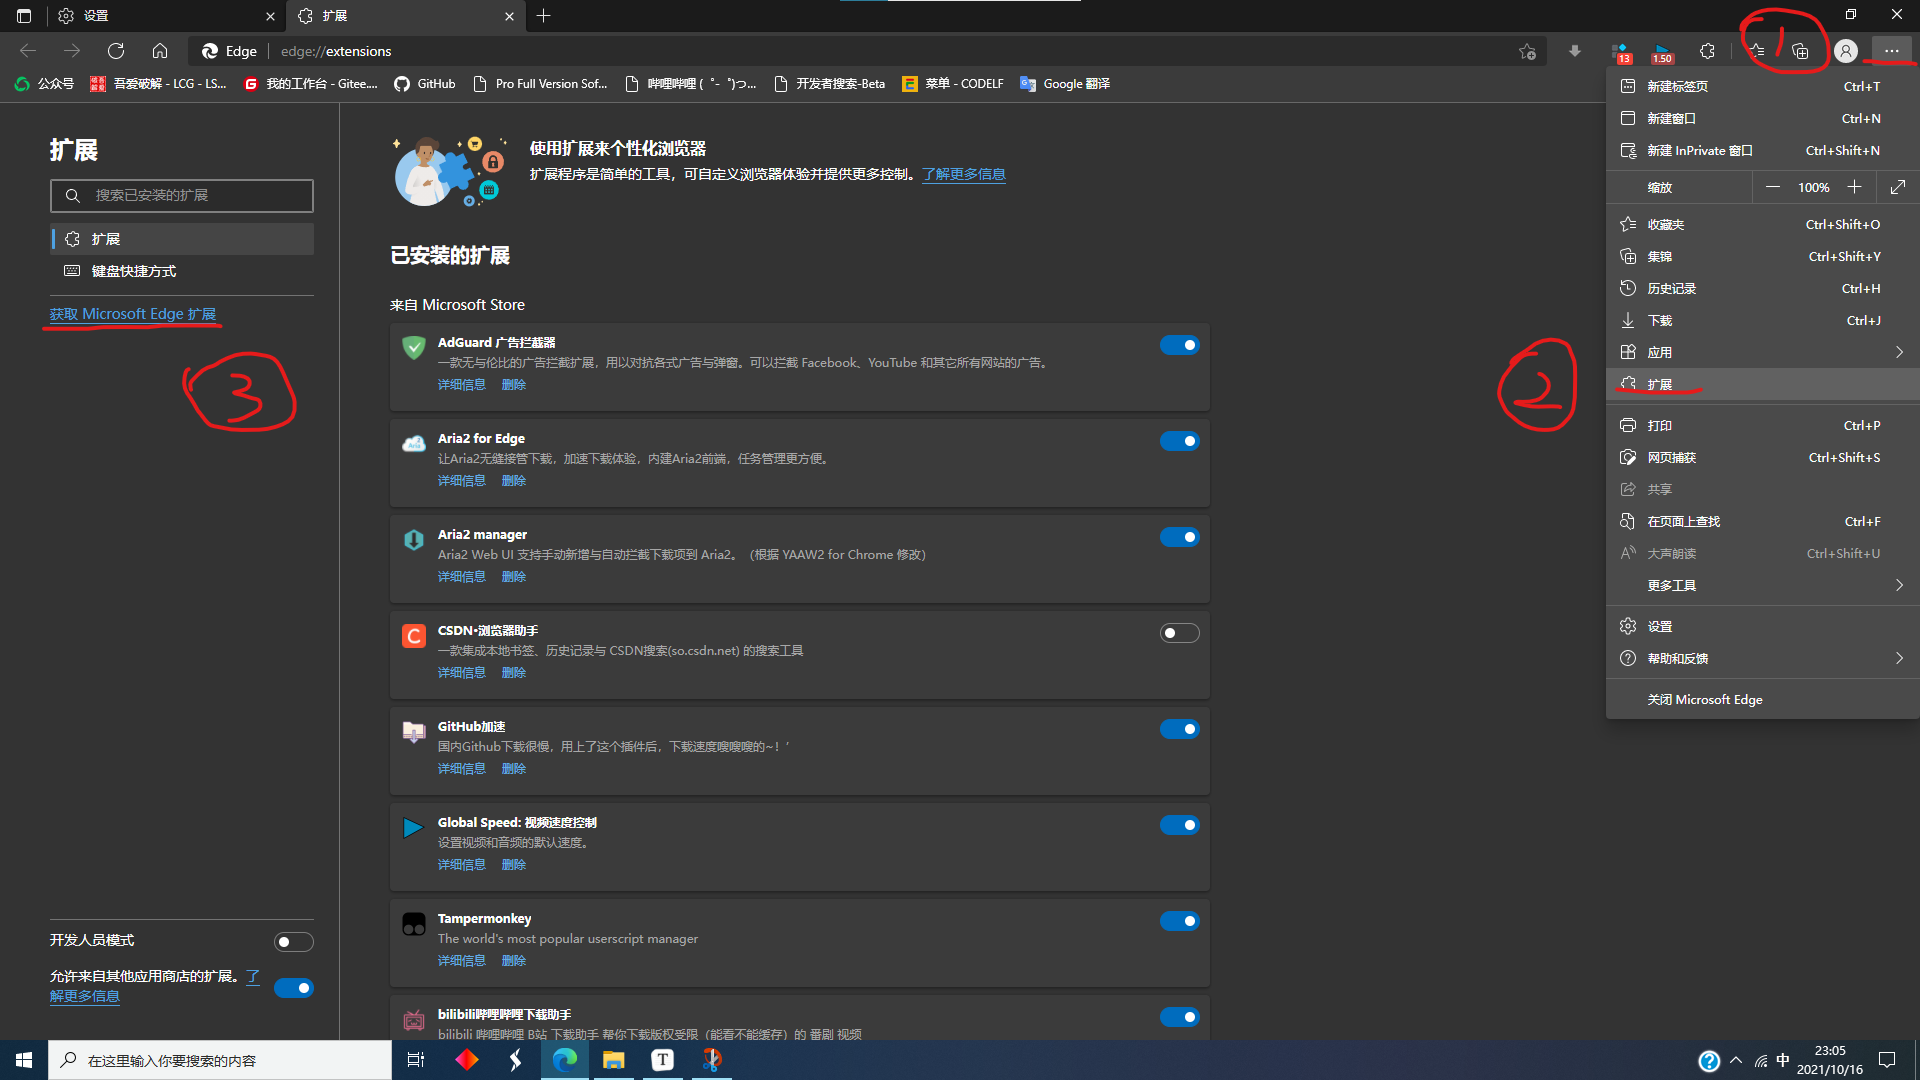 设置
扩展
Edge
edge://extensions
13
1.50
1
公众号
吾爱破解 - LCG - LS...
我的工作台 - Gitee....
GitHub
Pro Full Version Sof...
哔哩哔哩 (゜-゜)つ...
开发者搜索-Beta
菜单 - CODELF
Google 翻译
扩展
搜索已安装的扩展
扩展
键盘快捷方式
获取 Microsoft Edge 扩展
3
开发人员模式
允许来自其他应用商店的扩展。了
解更多信息
使用扩展来个性化浏览器
扩展程序是简单的工具，可自定义浏览器体验并提供更多控制。了解更多信息
已安装的扩展
来自 Microsoft Store
AdGuard 广告拦截器
一款无与伦比的广告拦截扩展，用以对抗各式广告与弹窗。可以拦截 Facebook、YouTube 和其它所有网站的广告。
详细信息 删除
Aria2 for Edge
让Aria2无缝接管下载，加速下载体验，内建Aria2前端，任务管理更方便。
详细信息 删除
Aria2 manager
Aria2 Web UI 支持手动新增与自动拦截下载项到 Aria2。（根据 YAAW2 for Chrome 修改）
详细信息 删除
CSDN·浏览器助手
一款集成本地书签、历史记录与 CSDN搜索(so.csdn.net) 的搜索工具
详细信息 删除
GitHub加速
国内Github下载很慢，用上了这个插件后，下载速度嗖嗖嗖的~！’
详细信息 删除
Global Speed: 视频速度控制
设置视频和音频的默认速度。
详细信息 删除
Tampermonkey
The world's most popular userscript manager
详细信息 删除
bilibili哔哩哔哩下载助手
bilibili 哔哩哔哩 B站 下载助手 帮你下载版权受限（能看不能缓存）的 番剧 视频
2
新建标签页 Ctrl+T
新建窗口 Ctrl+N
新建 InPrivate 窗口 Ctrl+Shift+N
缩放 100%
收藏夹 Ctrl+Shift+O
集锦 Ctrl+Shift+Y
历史记录 Ctrl+H
下载 Ctrl+J
应用
扩展
打印 Ctrl+P
网页捕获 Ctrl+Shift+S
共享
在页面上查找 Ctrl+F
大声朗读 Ctrl+Shift+U
更多工具
设置
帮助和反馈
关闭 Microsoft Edge
在这里输入你要搜索的内容
T
中
23:05
2021/10/16